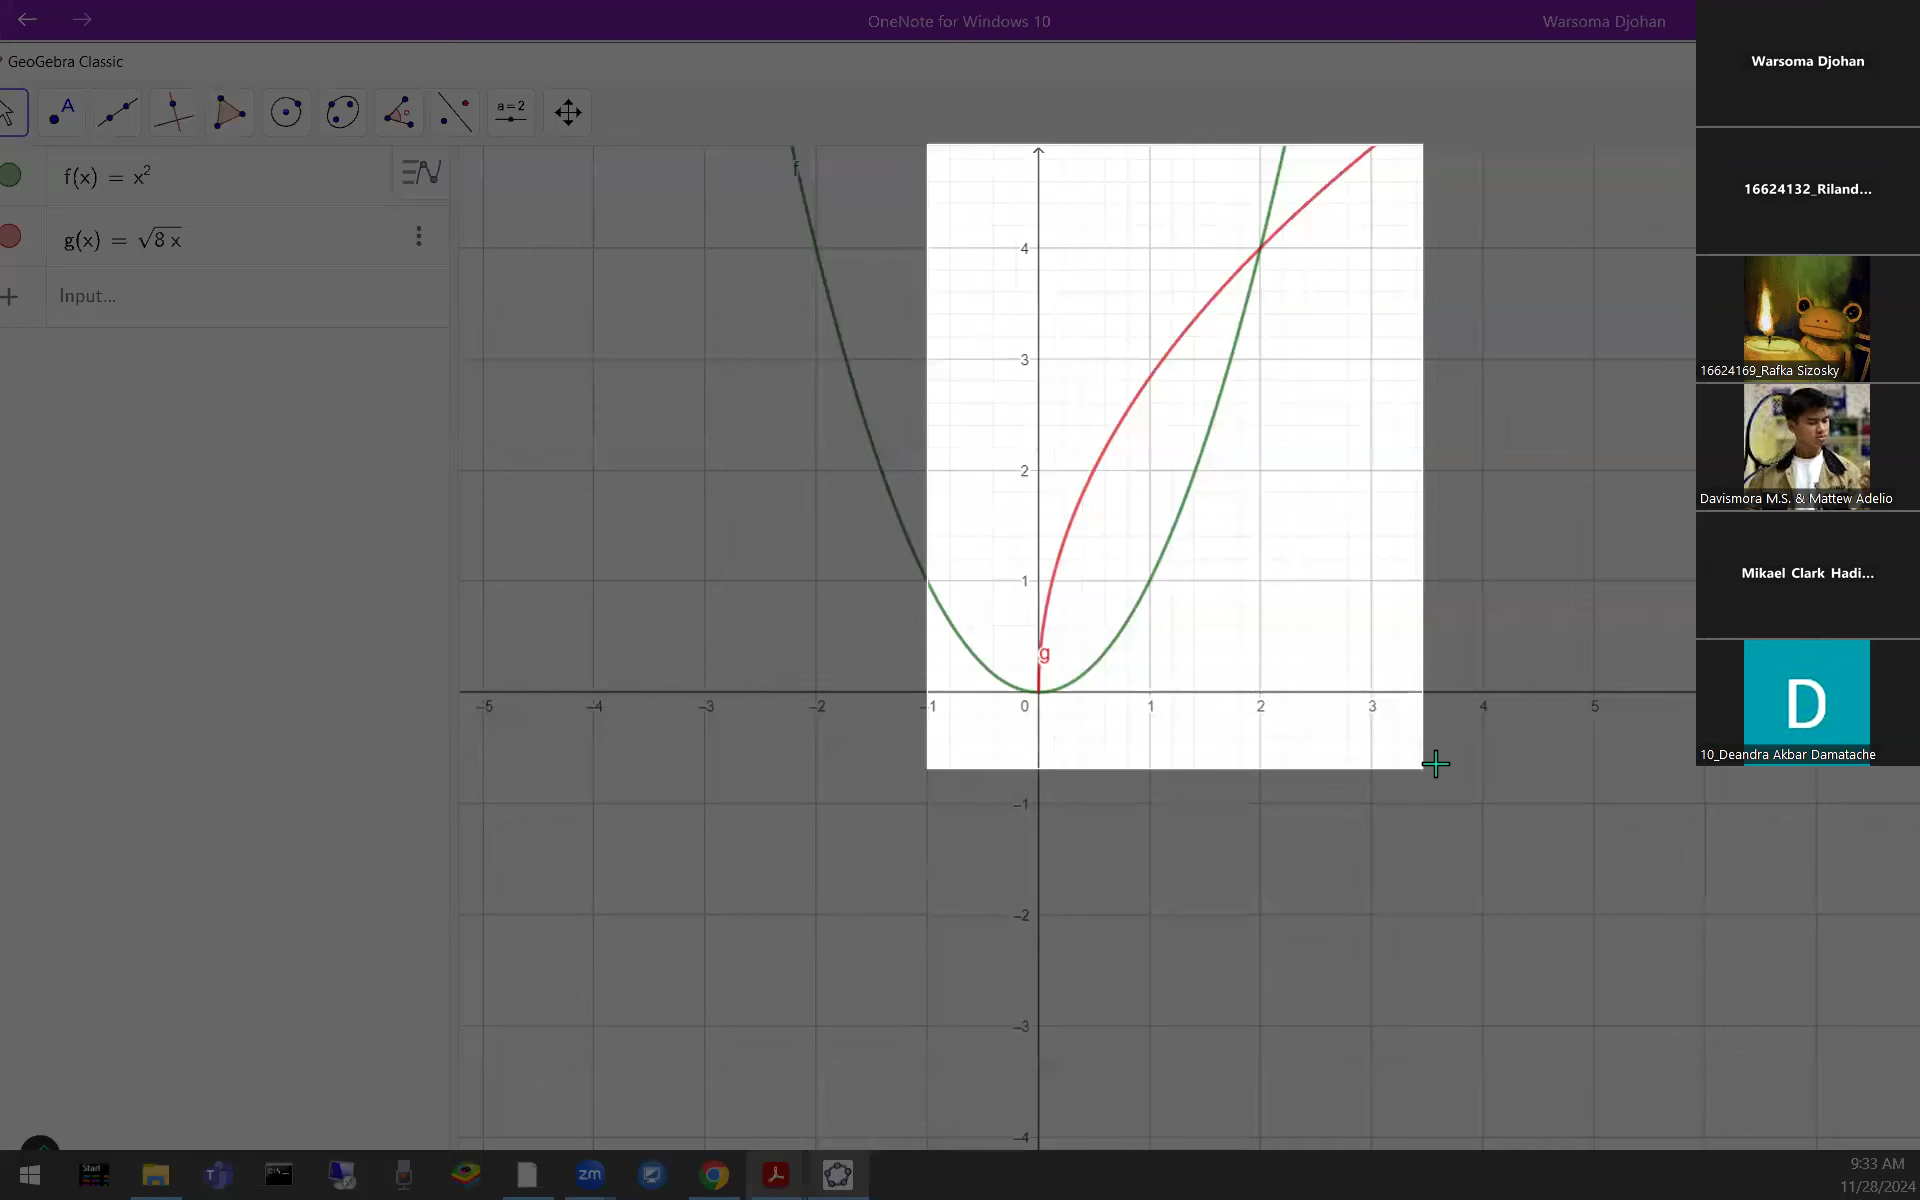 OneNote for Windows 10
Warsoma Djohan
GeoGebra Classic
A
a=2
f(x) = x²
g(x) = √8 x
Input...
f
g
4
3
2
1
0
-5
-4
-3
-2
-1
1
2
3
4
5
-1
-2
-3
-4
Warsoma Djohan
16624132_Riland...
16624169_Rafka Sizosky
Davismora M.S. & Mattew Adelio
Mikael Clark Hadi...
D
10_Deandra Akbar Damatache
Start
zm
9:33 AM
11/28/2024